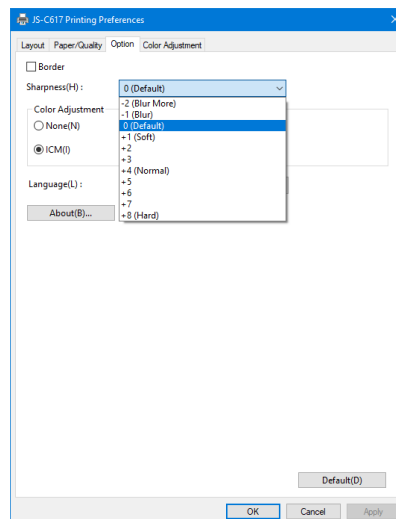 JS-C617 Printing Preferences
Layout Paper/Quality Option Color Adjustment
Border
Sharpness(H) : 0 (Default)
-2 (Blur More)
-1 (Blur)
0 (Default)
+1 (Soft)
+2
+3
+4 (Normal)
+5
+6
+7
+8 (Hard)
Color Adjustment
None(N)
ICM(I)
Language(L) :
About(B)...
Default(D)
OK Cancel Apply